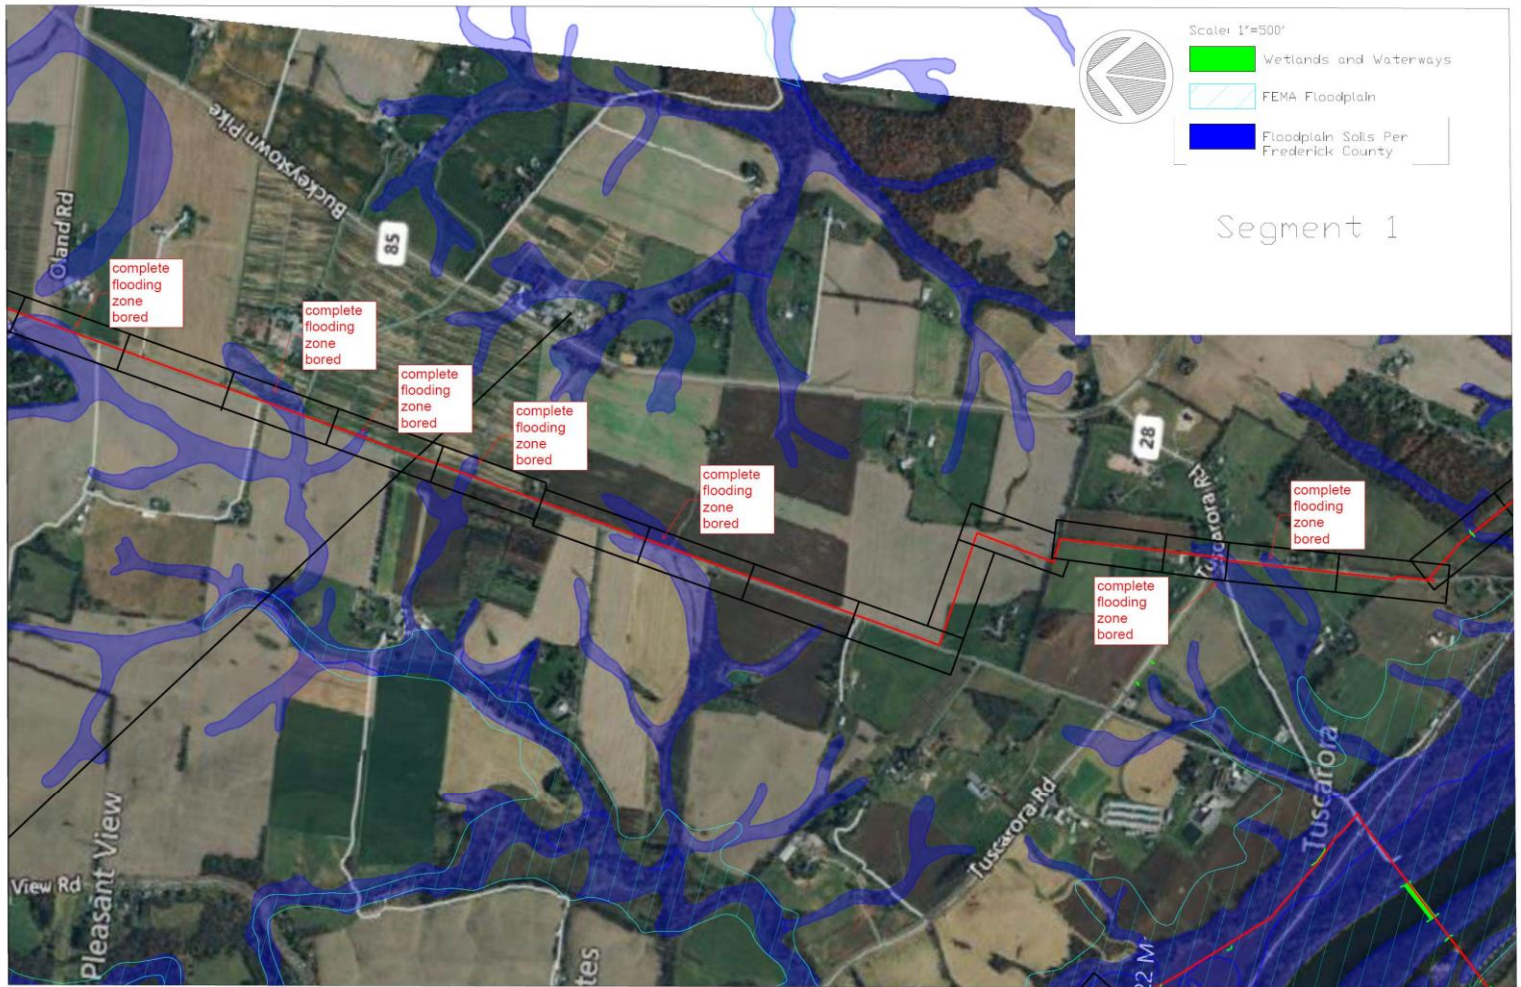 Scale: 1"=500'
Wetlands and Waterways
FEMA Floodplain
Floodplain Soils Per
Frederick County
Segment 1
Buckeystown Pike
85
Oland Rd
complete
flooding
zone
bored
complete
flooding
zone
bored
complete
flooding
zone
bored
complete
flooding
zone
bored
complete
flooding
zone
bored
28
Tuscarora Rd
complete
flooding
zone
bored
complete
flooding
zone
bored
Tuscarora
Tuscarora Rd
Pleasant View
View Rd
tes
22 M